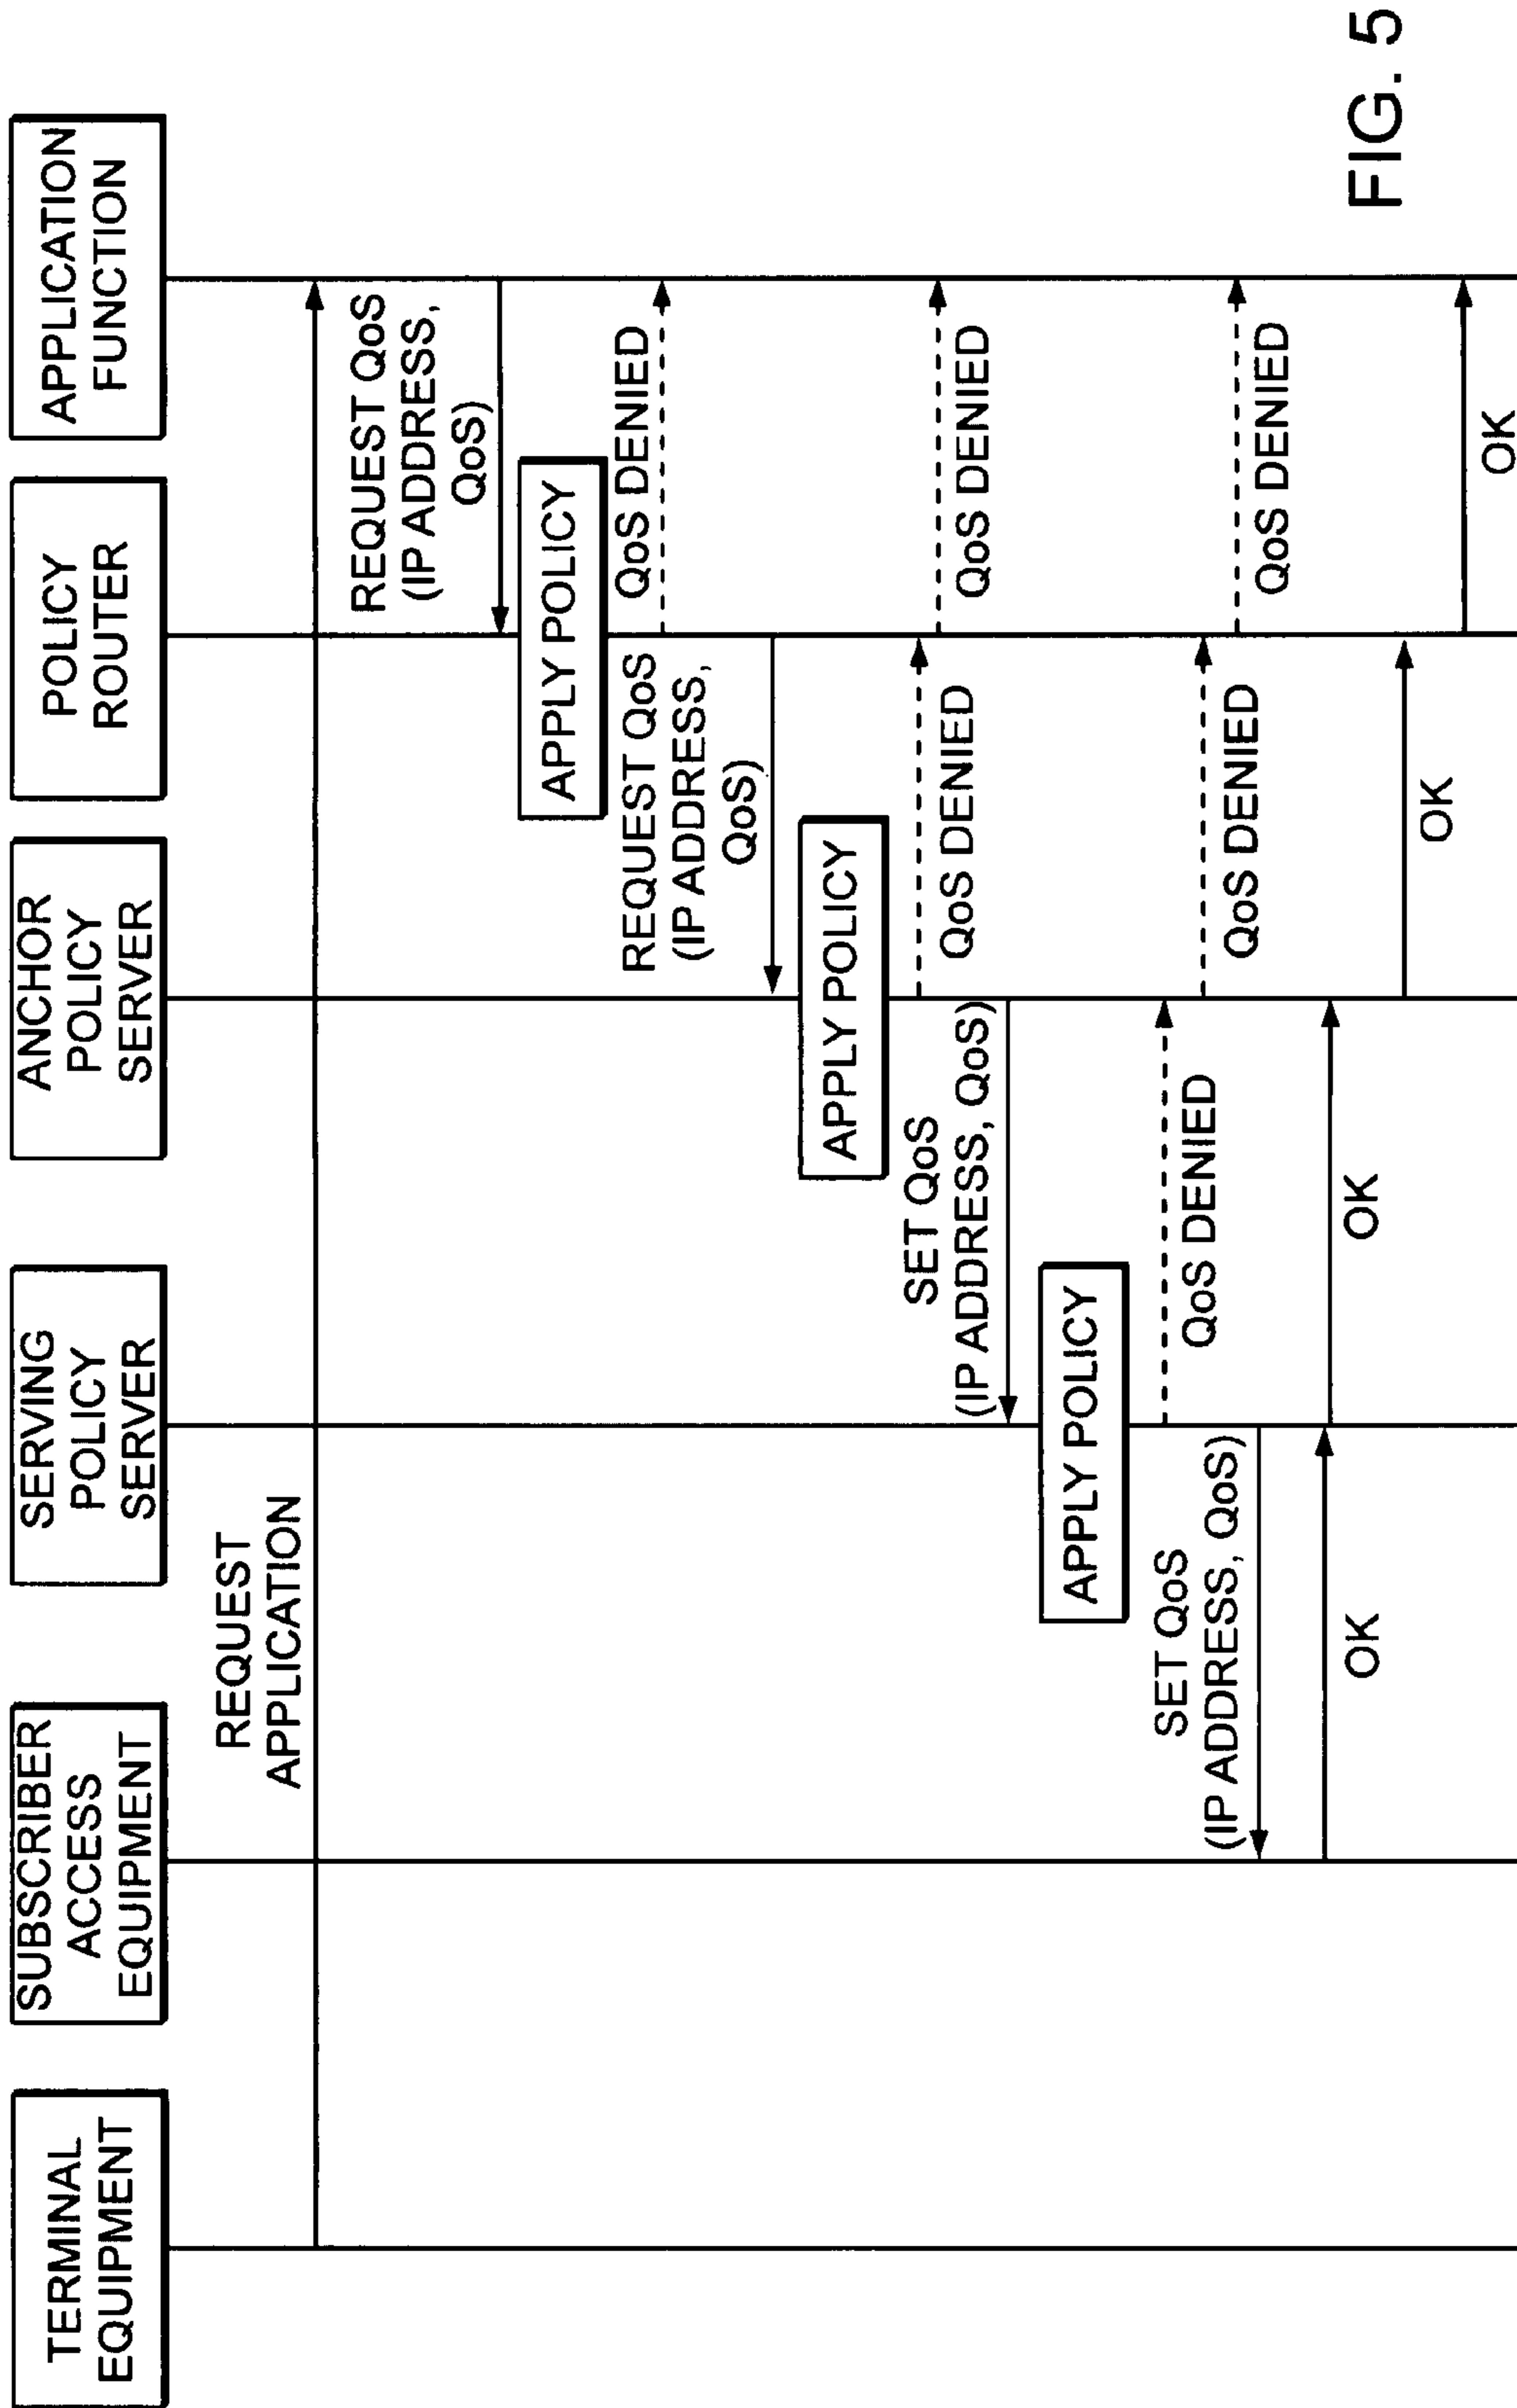 TERMINAL
EQUIPMENT
SUBSCRIBER
ACCESS
EQUIPMENT
SERVING
POLICY
SERVER
ANCHOR
POLICY
SERVER
POLICY
ROUTER
APPLICATION
FUNCTION
REQUEST
APPLICATION
REQUEST QoS
(IP ADDRESS,
QoS)
APPLY POLICY
QoS DENIED
REQUEST QoS
(IP ADDRESS,
QoS)
APPLY POLICY
QoS DENIED
QoS DENIED
SET QoS
(IP ADDRESS, QoS)
APPLY POLICY
QoS DENIED
QoS DENIED
QoS DENIED
SET QoS
(IP ADDRESS, QoS)
OK
OK
OK
OK
FIG. 5